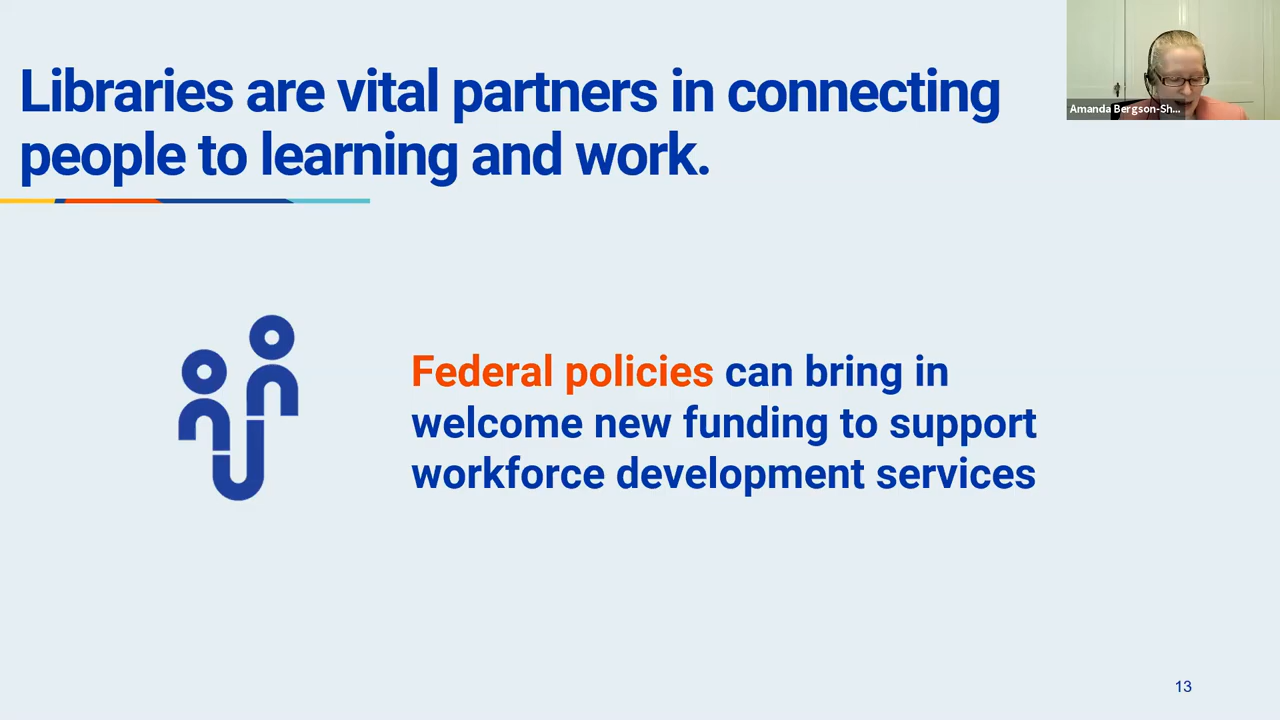 Libraries are vital partners in connecting
people to learning and work.
Amanda Bergson-Sh...
Federal policies can bring in
welcome new funding to support
workforce development services
13